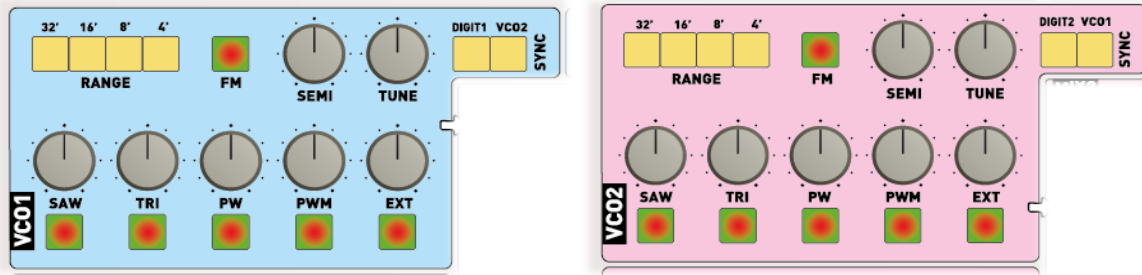 32' 16' 8' 4' DIGIT1 VCO2
RANGE FM SEMI TUNE SYNC
SAW TRI PW PWM EXT
VCO1
32' 16' 8' 4' DIGIT2 VCO1
RANGE FM SEMI TUNE SYNC
SAW TRI PW PWM EXT
VCO2